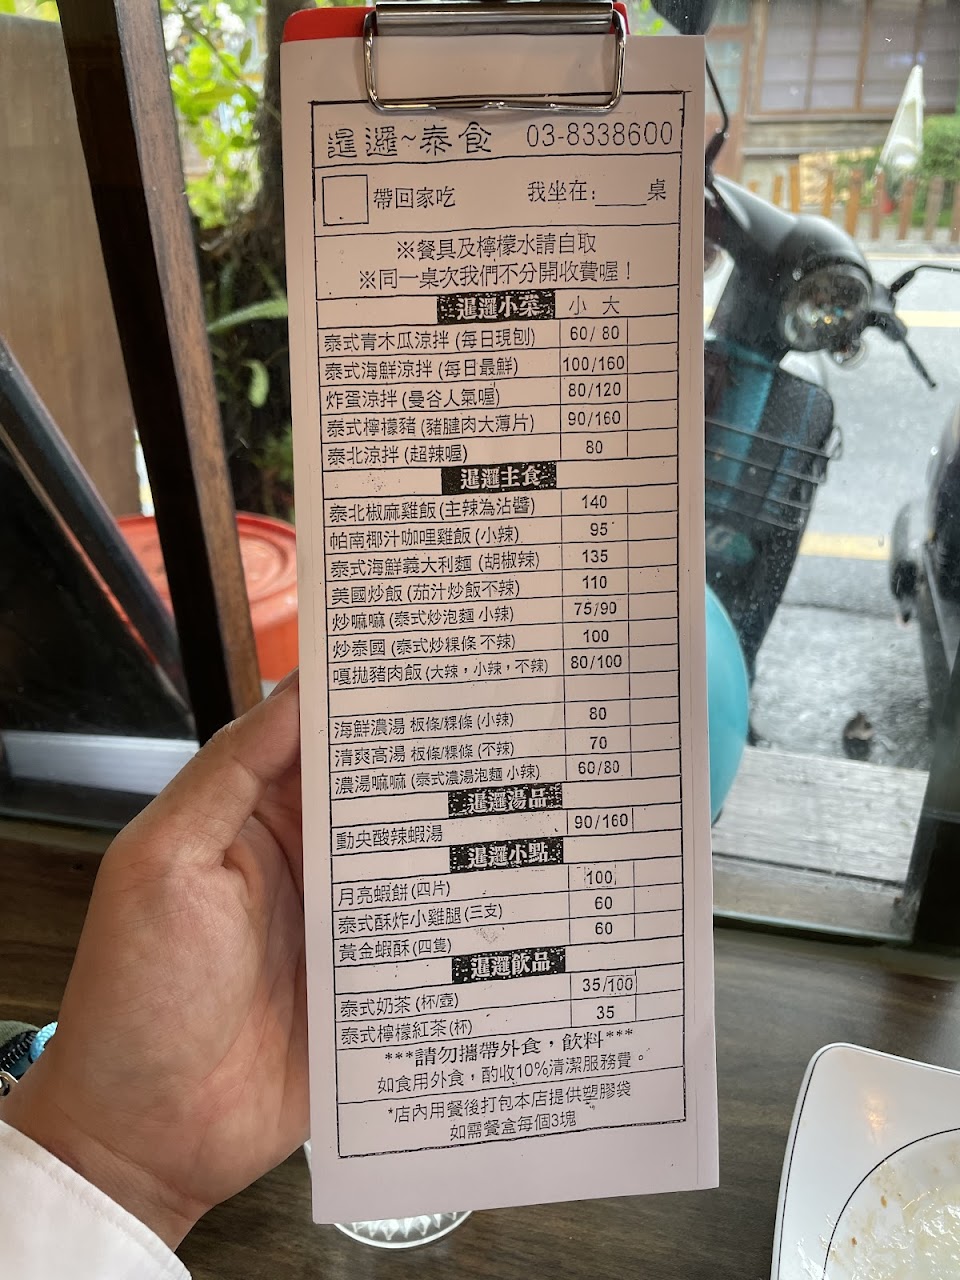 暹邏~泰食 03-8338600
帶回家吃 我坐在:____桌
※餐具及檸檬水請自取
※同一桌次我們不分開收費喔！
暹邏小菜 小 大
泰式青木瓜涼拌 (每日現刨) 60/80
泰式海鮮涼拌 (每日最鮮) 100/160
炸蛋涼拌 (曼谷人氣喔) 80/120
泰式檸檬豬 (豬腱肉大薄片) 90/160
泰北涼拌 (超辣喔) 80
暹邏主食
泰北椒麻雞飯 (主辣為沾醬) 140
帕南椰汁咖哩雞飯 (小辣) 95
泰式海鮮義大利麵 (胡椒辣) 135
美國炒飯 (茄汁炒飯不辣) 110
炒嘛嘛 (泰式炒泡麵 小辣) 75/90
炒泰國 (泰式炒粿條 不辣) 100
嘎拋豬肉飯 (大辣，小辣，不辣) 80/100
海鮮濃湯 板條/粿條 (小辣) 80
清爽高湯 板條/粿條 (不辣) 70
濃湯嘛嘛 (泰式濃湯泡麵 小辣) 60/80
暹邏湯品
動央酸辣蝦湯 90/160
暹邏小點
月亮蝦餅 (四片) 100
泰式酥炸小雞腿 (三支) 60
黃金蝦酥 (四隻) 60
暹邏飲品
泰式奶茶 (杯/壺) 35/100
泰式檸檬紅茶 (杯) 35
***請勿攜帶外食，飲料***
如食用外食，酌收10%清潔服務費。
*店內用餐後打包本店提供塑膠袋
如需餐盒每個3塊